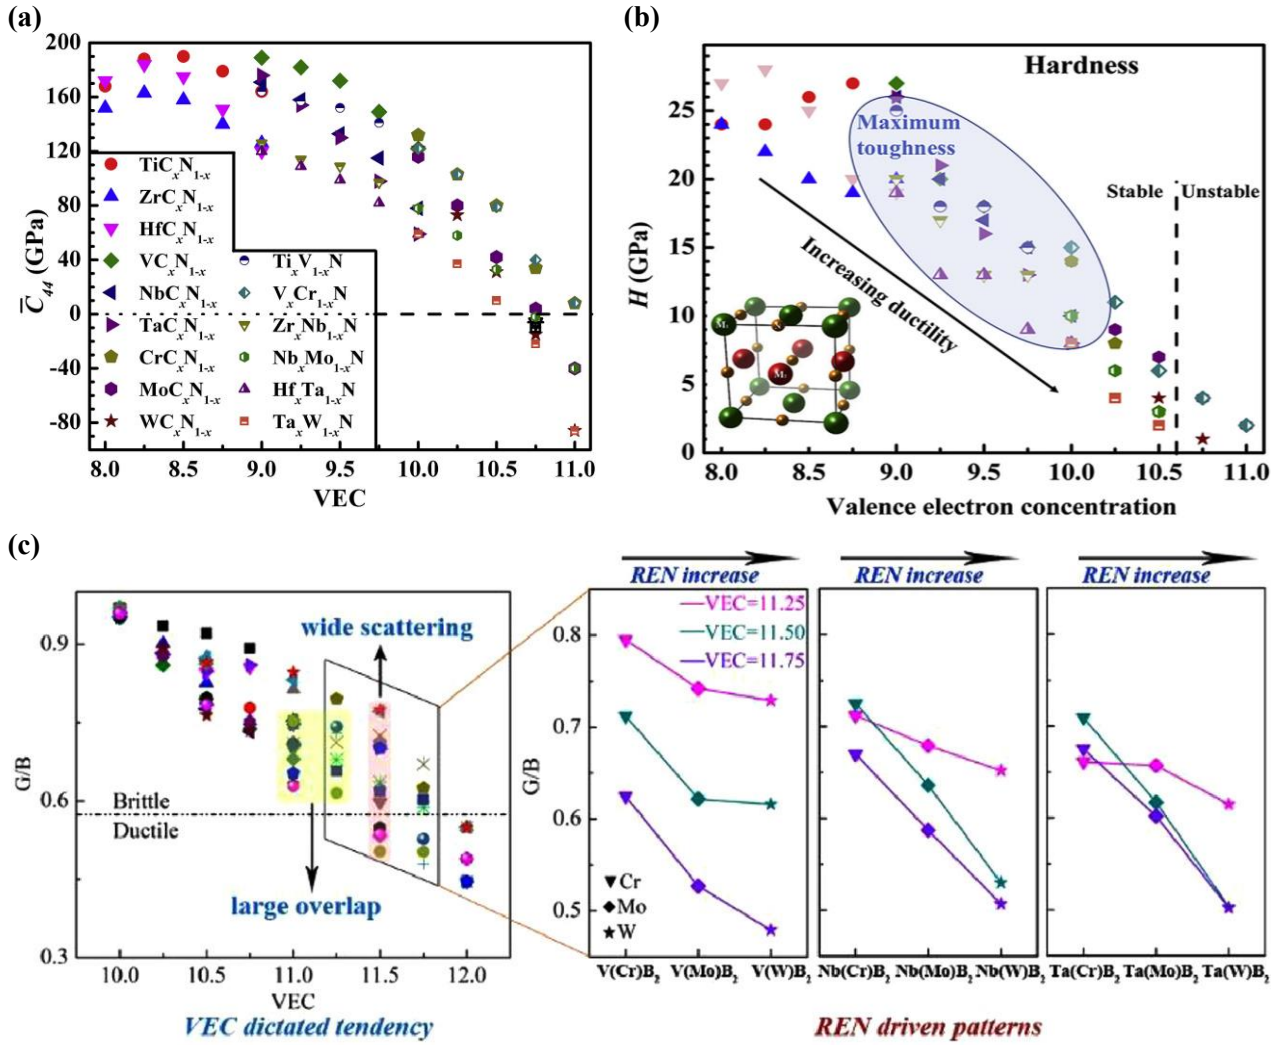 (a)
200
160
120
80
40
0
-40
-80
C̅44 (GPa)
TiCxN1-x
ZrCxN1-x
HfCxN1-x
VCxN1-x
NbCxN1-x
TaCxN1-x
CrCxN1-x
MoCxN1-x
WCxN1-x
TixV1-xN
VxCr1-xN
ZrxNb1-xN
NbxMo1-xN
HfxTa1-xN
TaxW1-xN
8.0 8.5 9.0 9.5 10.0 10.5 11.0
VEC
(b)
Hardness
25
20
15
10
5
0
H (GPa)
Maximum
toughness
Stable Unstable
Increasing ductility
8.0 8.5 9.0 9.5 10.0 10.5 11.0
Valence electron concentration
(c)
0.9
0.6
0.3
G/B
wide scattering
Brittle
Ductile
large overlap
10.0 10.5 11.0 11.5 12.0
VEC
VEC dictated tendency
REN increase
REN increase
REN increase
0.8
0.7
0.6
0.5
G/B
VEC=11.25
VEC=11.50
VEC=11.75
Cr
Mo
W
V(Cr)B2 V(Mo)B2 V(W)B2
Nb(Cr)B2 Nb(Mo)B2 Nb(W)B2
Ta(Cr)B2 Ta(Mo)B2 Ta(W)B2
REN driven patterns